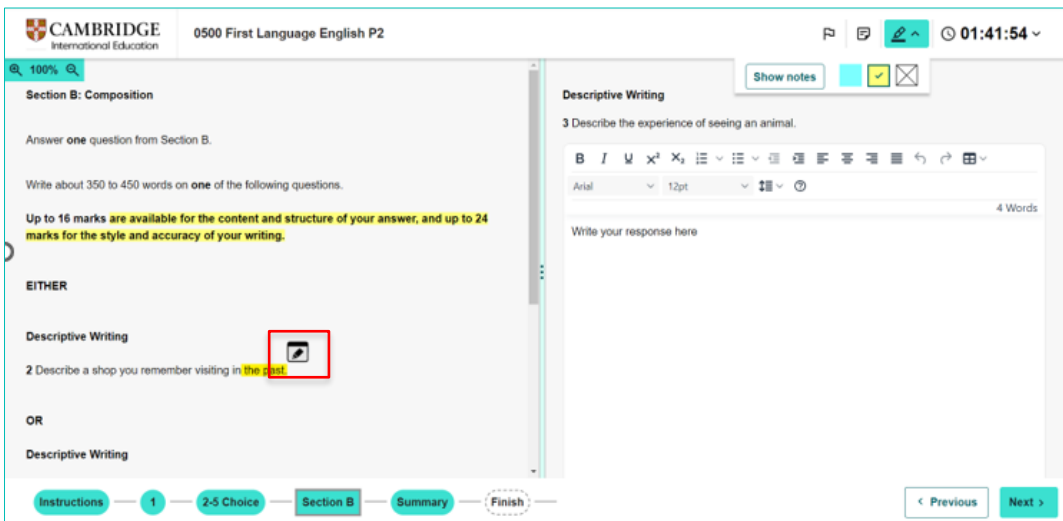 CAMBRIDGE
International Education
0500 First Language English P2
01:41:54
100%
Show notes
Section B: Composition
Answer one question from Section B.
Write about 350 to 450 words on one of the following questions.
Up to 16 marks are available for the content and structure of your answer, and up to 24
marks for the style and accuracy of your writing.
EITHER
Descriptive Writing
2 Describe a shop you remember visiting in the past.
OR
Descriptive Writing
Descriptive Writing
3 Describe the experience of seeing an animal.
B I U x² X₂
Arial 12pt
4 Words
Write your response here
Instructions 1 2-5 Choice Section B Summary Finish
Previous Next